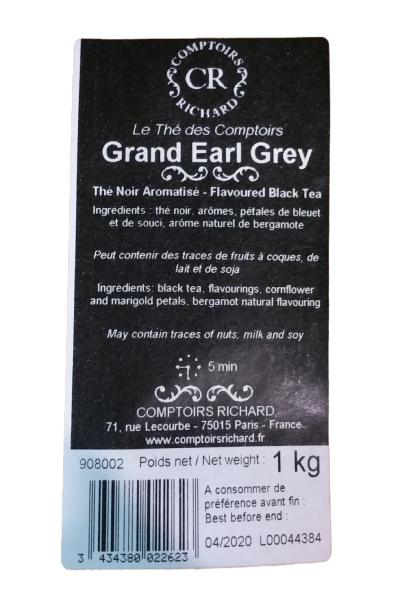 COMPTOIRS
CR
RICHARD
Le Thé des Comptoirs
Grand Earl Grey
Thé Noir Aromatisé - Flavoured Black Tea
Ingrédients : thé noir, arômes, pétales de bleuet
et de souci, arôme naturel de bergamote
Peut contenir des traces de fruits à coques, de
lait et de soja
Ingredients: black tea, flavourings, cornflower
and marigold petals, bergamot natural flavouring
May contain traces of nuts, milk and soy
5 min
COMPTOIRS RICHARD
71, rue Lecourbe - 75015 Paris - France
www.comptoirsrichard.fr
908002 Poids net / Net weight : 1 kg
A consommer de
préférence avant fin :
Best before end :
04/2020 L00044384
3 434380 022623